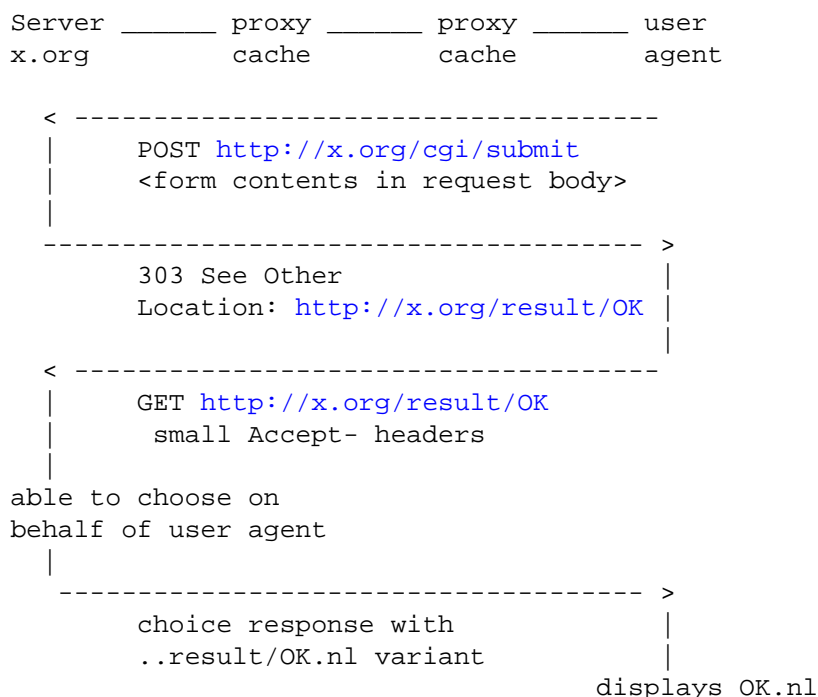 Server ______ proxy ______ proxy ______ user
x.org cache cache agent
< -------------------------------------
| POST http://x.org/cgi/submit
| <form contents in request body>
|
-------------------------------------- >
303 See Other |
Location: http://x.org/result/OK |
|
< -------------------------------------
| GET http://x.org/result/OK
| small Accept- headers
|
able to choose on
behalf of user agent
|
------------------------------------- >
choice response with |
..result/OK.nl variant |
displays OK.nl